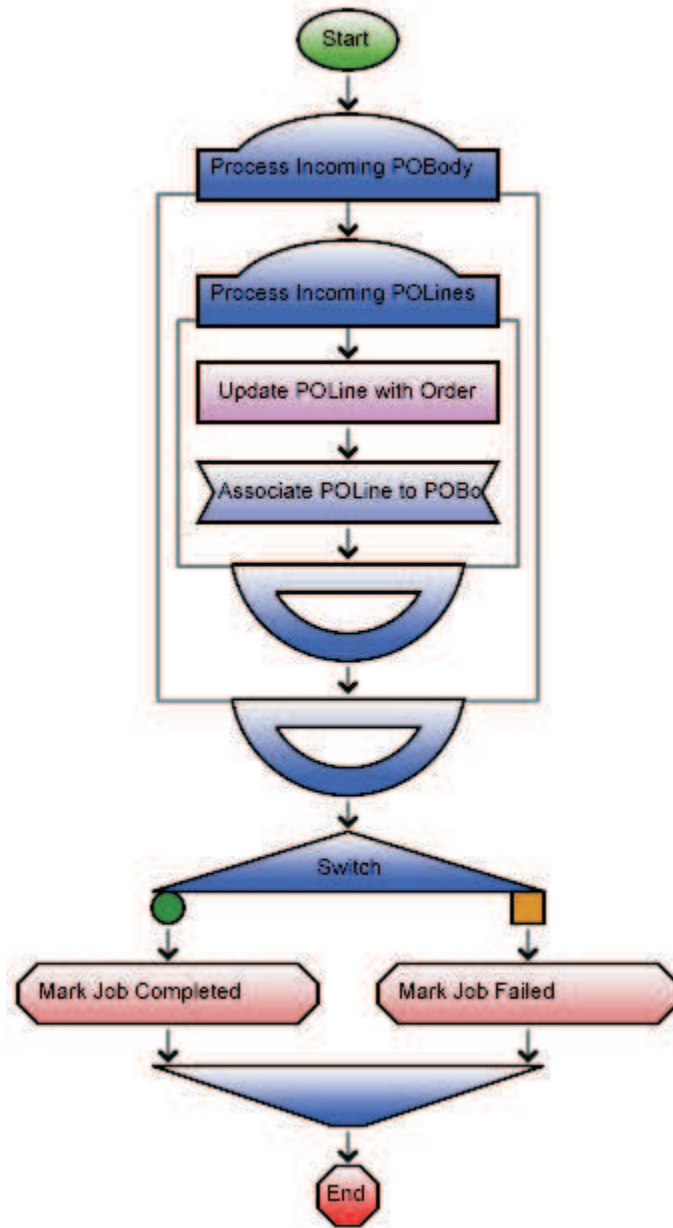 Start
Process Incoming POBody
Process Incoming POLines
Update POLine with Order
Associate POLine to POBo
Switch
Mark Job Completed
Mark Job Failed
End